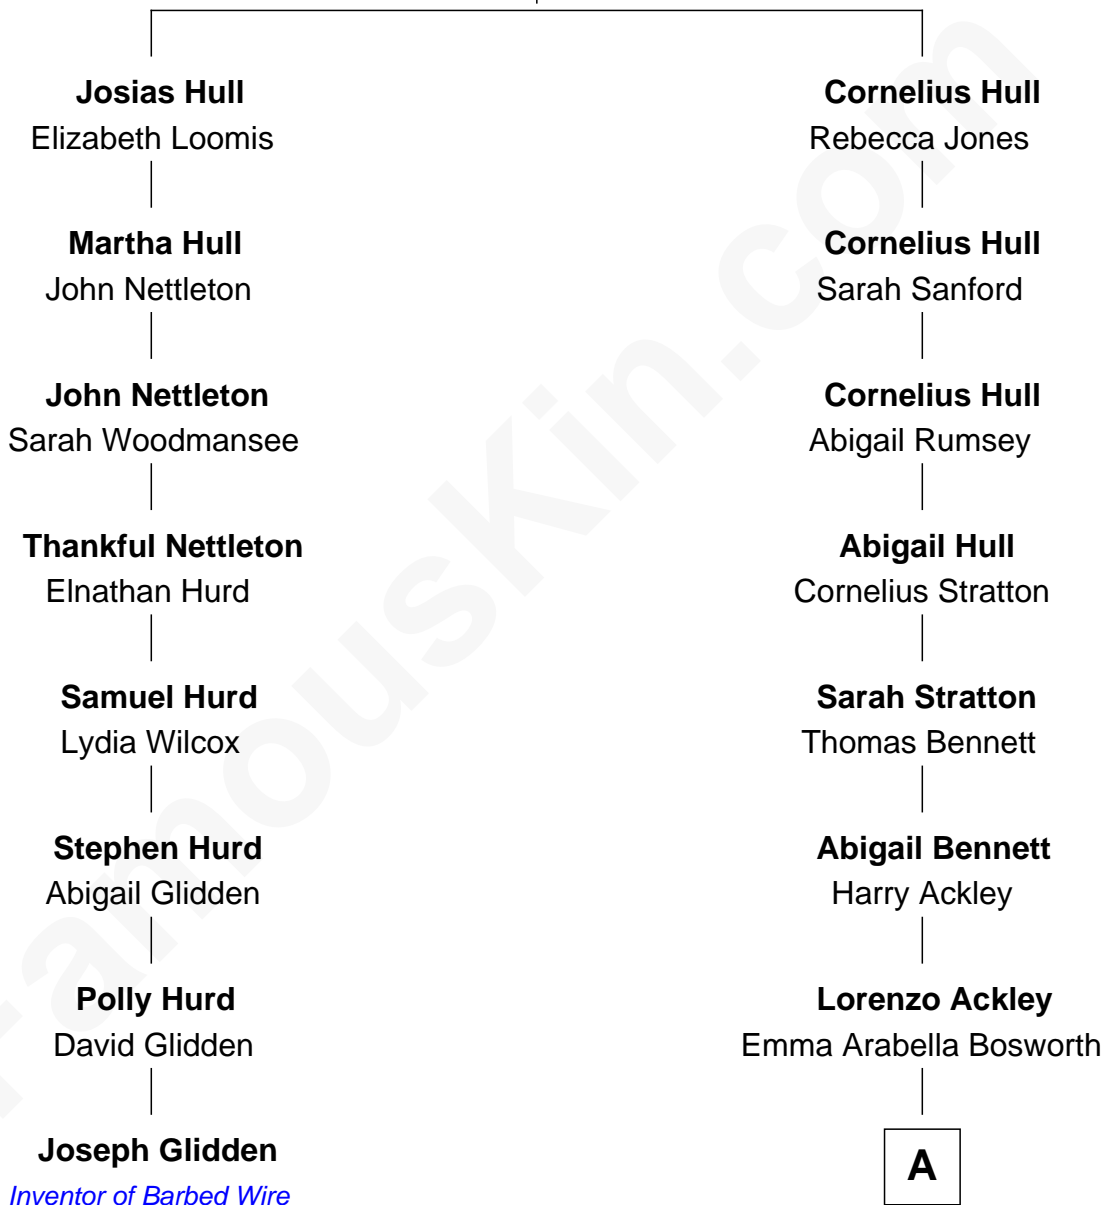 Josias Hull
Elizabeth Loomis
Martha Hull
John Nettleton
John Nettleton
Sarah Woodmansee
Thankful Nettleton
Elnathan Hurd
Samuel Hurd
Lydia Wilcox
Stephen Hurd
Abigail Glidden
Polly Hurd
David Glidden
Joseph Glidden
Inventor of Barbed Wire
Cornelius Hull
Rebecca Jones
Cornelius Hull
Sarah Sanford
Cornelius Hull
Abigail Rumsey
Abigail Hull
Cornelius Stratton
Sarah Stratton
Thomas Bennett
Abigail Bennett
Harry Ackley
Lorenzo Ackley
Emma Arabella Bosworth
A
FamousKin.com